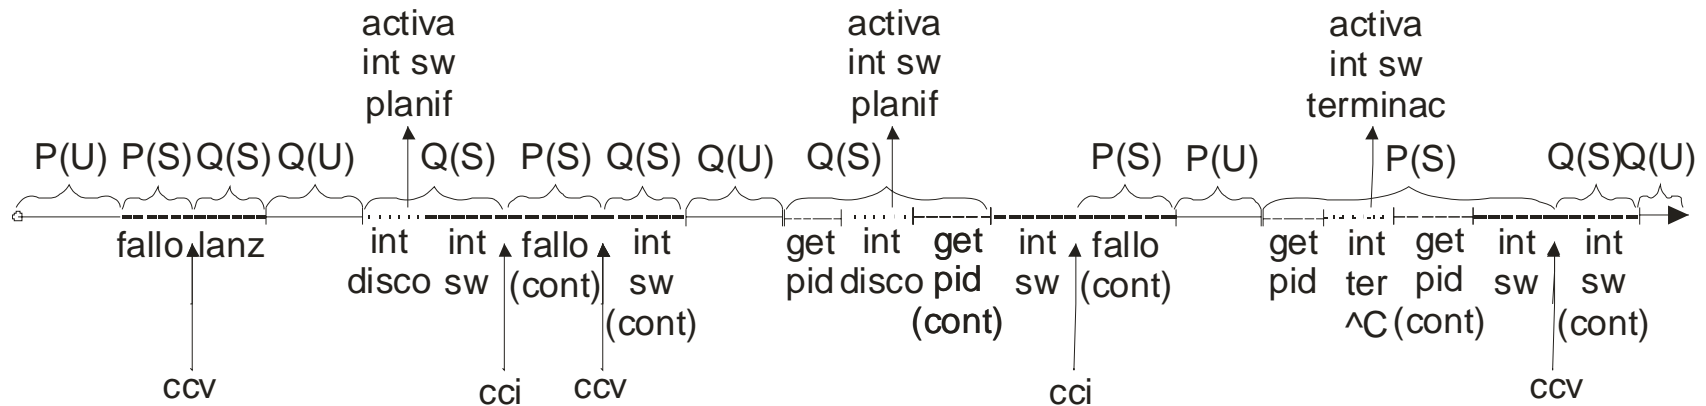 activa
int sw
planif
activa
int sw
planif
activa
int sw
terminac
P(U) P(S) Q(S) Q(U) Q(S) P(S) Q(S) Q(U) Q(S) P(S) P(U) P(S) Q(S) Q(U)
fallo lanz int int fallo int get int get int fallo get int get int int
disco sw (cont) sw pid disco pid sw (cont) pid ter pid sw sw
(cont) (cont) ^C (cont) (cont)
ccv cci ccv cci ccv